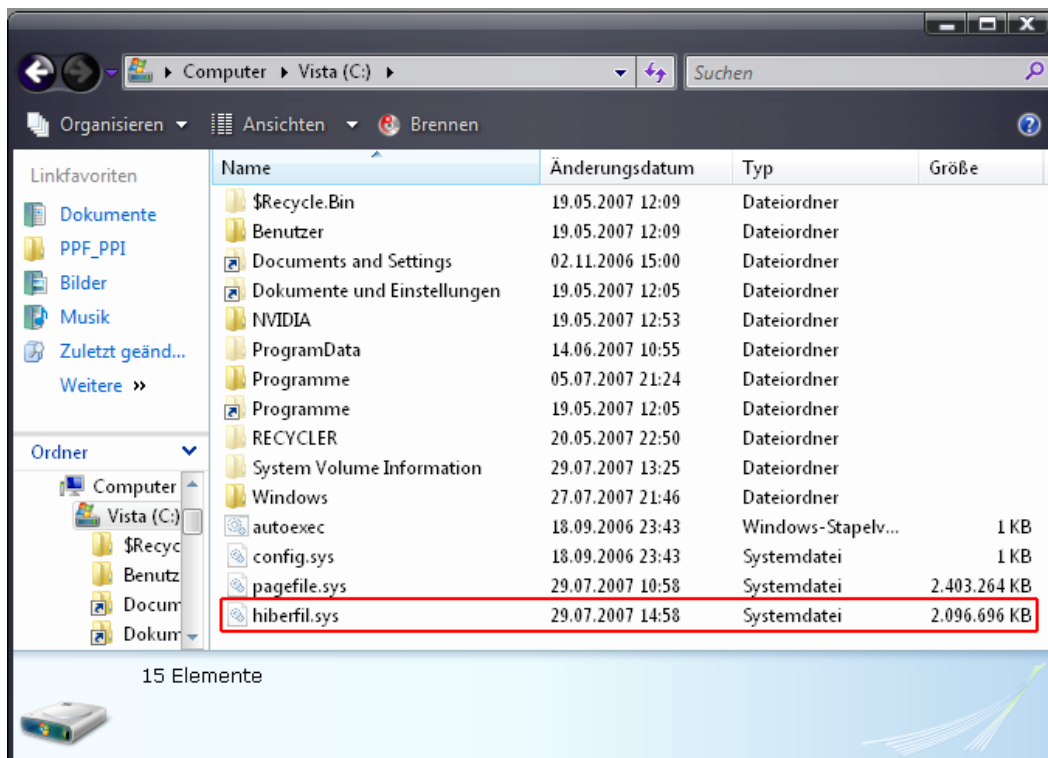 Computer Vista (C:) Suchen
Organisieren Ansichten Brennen
Linkfavoriten
Dokumente
PPF_PPI
Bilder
Musik
Zuletzt geänd...
Weitere »
Ordner
Computer
Vista (C:)
$Recyc
Benutz
Docum
Dokum
Name Änderungsdatum Typ Größe
$Recycle.Bin 19.05.2007 12:09 Dateiordner
Benutzer 19.05.2007 12:09 Dateiordner
Documents and Settings 02.11.2006 15:00 Dateiordner
Dokumente und Einstellungen 19.05.2007 12:05 Dateiordner
NVIDIA 19.05.2007 12:53 Dateiordner
ProgramData 14.06.2007 10:55 Dateiordner
Programme 05.07.2007 21:24 Dateiordner
Programme 19.05.2007 12:05 Dateiordner
RECYCLER 20.05.2007 22:50 Dateiordner
System Volume Information 29.07.2007 13:25 Dateiordner
Windows 27.07.2007 21:46 Dateiordner
autoexec 18.09.2006 23:43 Windows-Stapelv... 1 KB
config.sys 18.09.2006 23:43 Systemdatei 1 KB
pagefile.sys 29.07.2007 10:58 Systemdatei 2.403.264 KB
hiberfil.sys 29.07.2007 14:58 Systemdatei 2.096.696 KB
15 Elemente